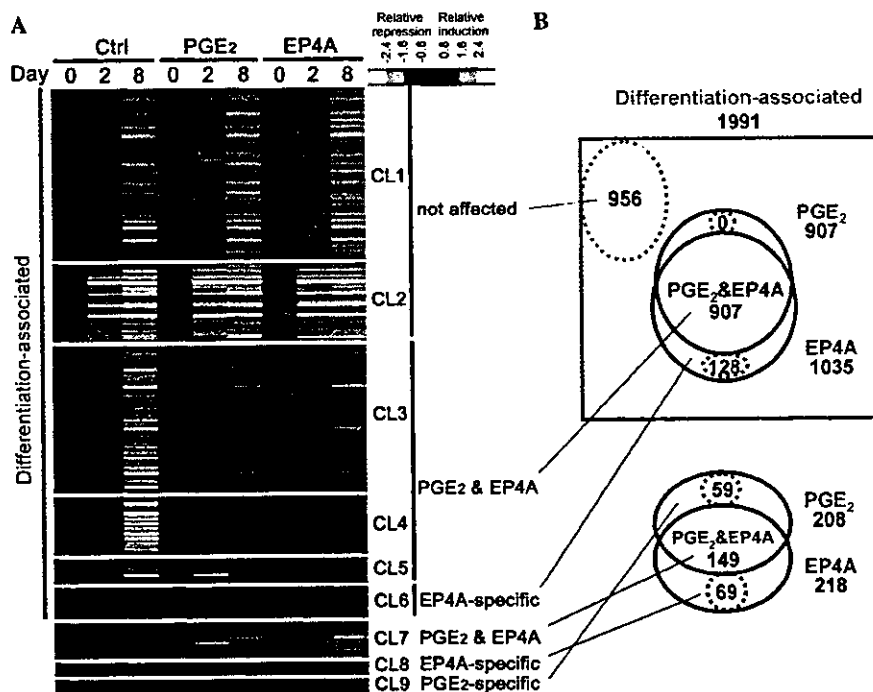 A
B
Relative repression
Relative induction
-2.4
-1.6
-0.8
0.8
1.6
2.4
Ctrl
PGE2
EP4A
Day
0 2 8
0 2 8
0 2 8
Differentiation-associated
CL1
not affected
CL2
CL3
PGE2 & EP4A
CL4
CL5
CL6 EP4A-specific
CL7 PGE2 & EP4A
CL8 EP4A-specific
CL9 PGE2-specific
Differentiation-associated
1991
956
0
PGE2
907
PGE2&EP4A
907
128
EP4A
1035
59
PGE2
208
PGE2&EP4A
149
EP4A
218
69